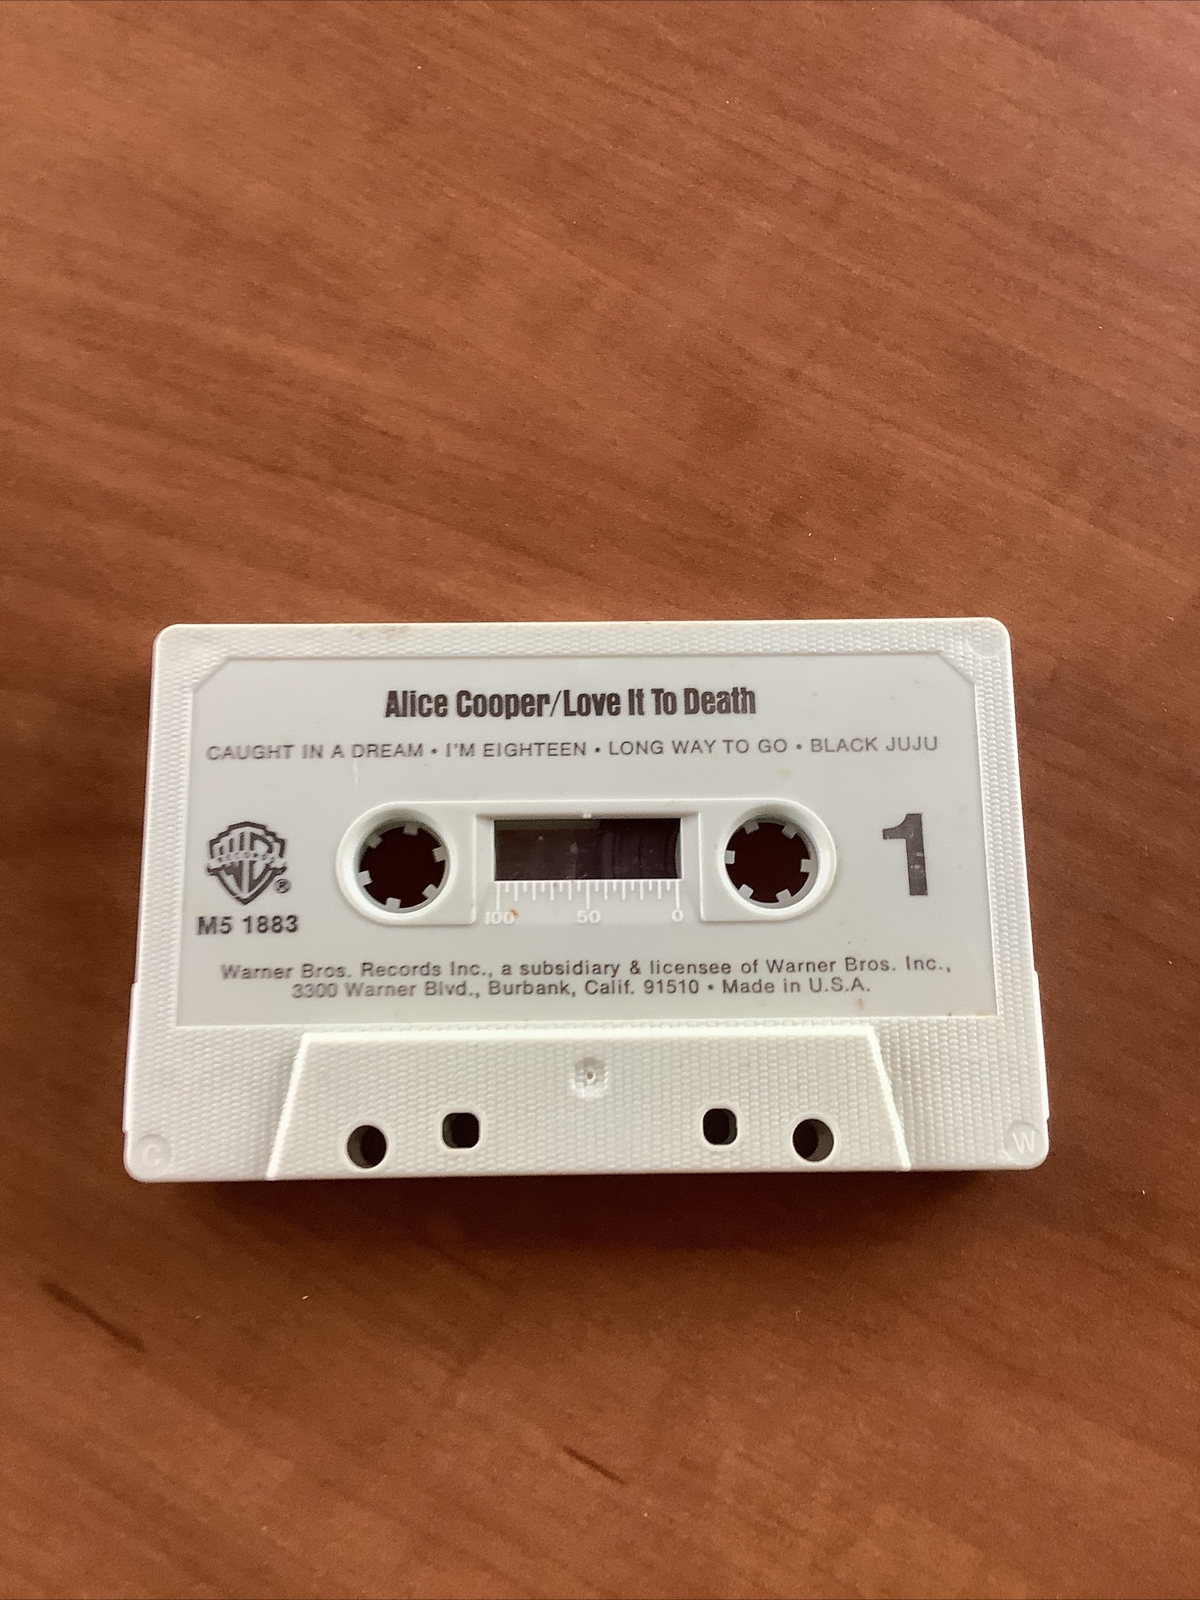 Alice Cooper/Love It To Death
CAUGHT IN A DREAM • I'M EIGHTEEN • LONG WAY TO GO • BLACK JUJU
RECORDS
®
1
M5 1883
100 50 0
Warner Bros. Records Inc., a subsidiary & licensee of Warner Bros. Inc.,
3300 Warner Blvd., Burbank, Calif. 91510 • Made in U.S.A.
C
W